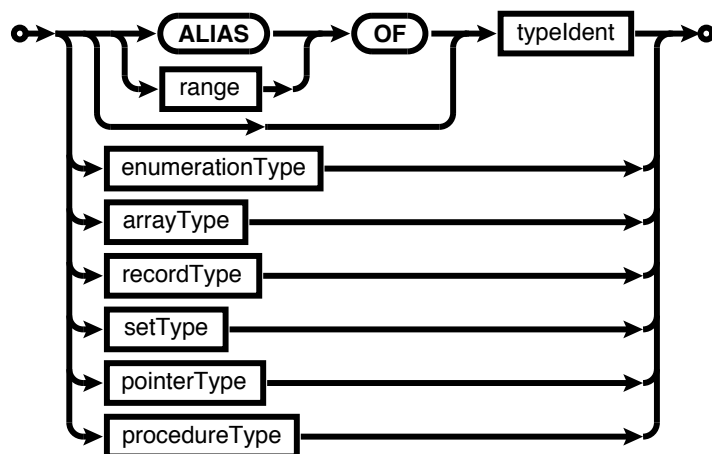 ALIAS OF typeIdent
range
enumerationType
arrayType
recordType
setType
pointerType
procedureType